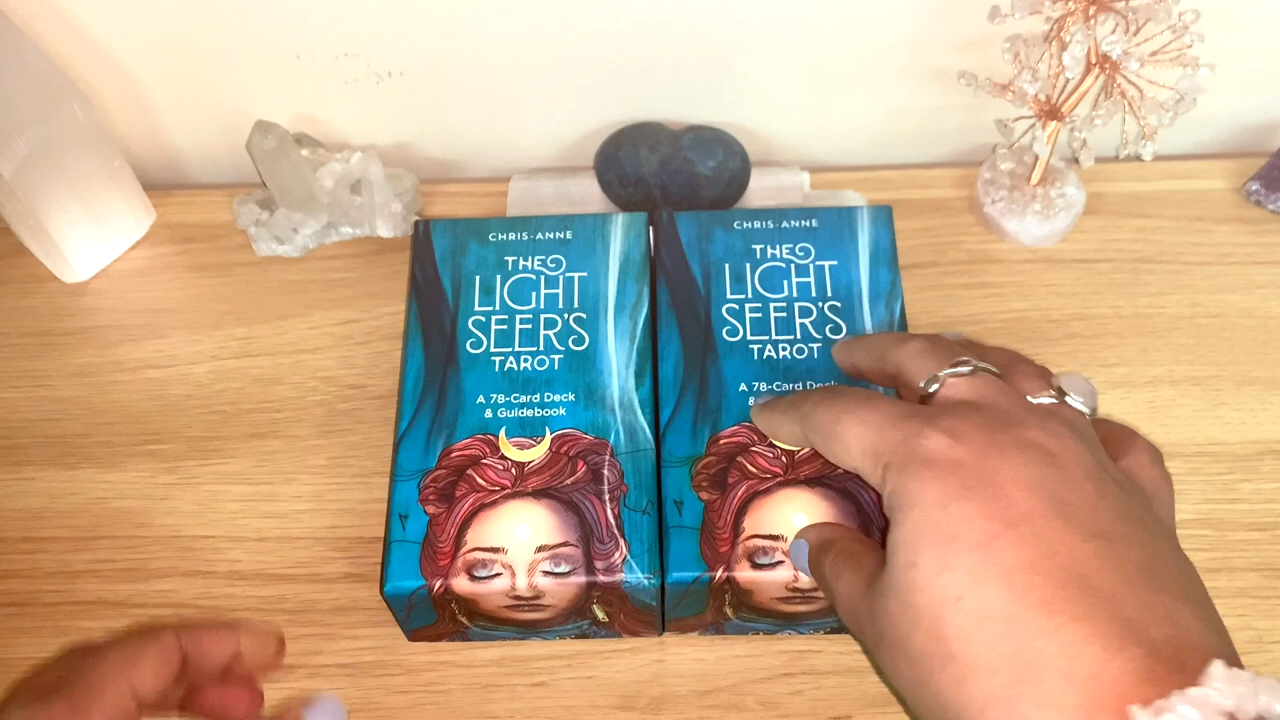 CHRIS-ANNE
THE
LIGHT
SEER'S
TAROT
A 78-Card Deck
& Guidebook
CHRIS-ANNE
THE
LIGHT
SEER'S
TAROT
A 78-Card Deck
&